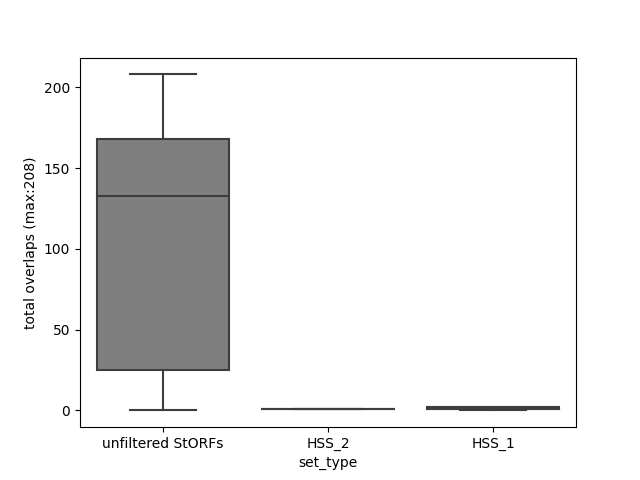 total overlaps (max:208)
200
150
100
50
0
unfiltered StORFs HSS_2 HSS_1
set_type